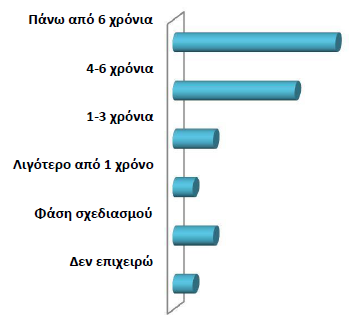 Πάνω από 6 χρόνια
4-6 χρόνια
1-3 χρόνια
Λιγότερο από 1 χρόνο
Φάση σχεδιασμού
Δεν επιχειρώ